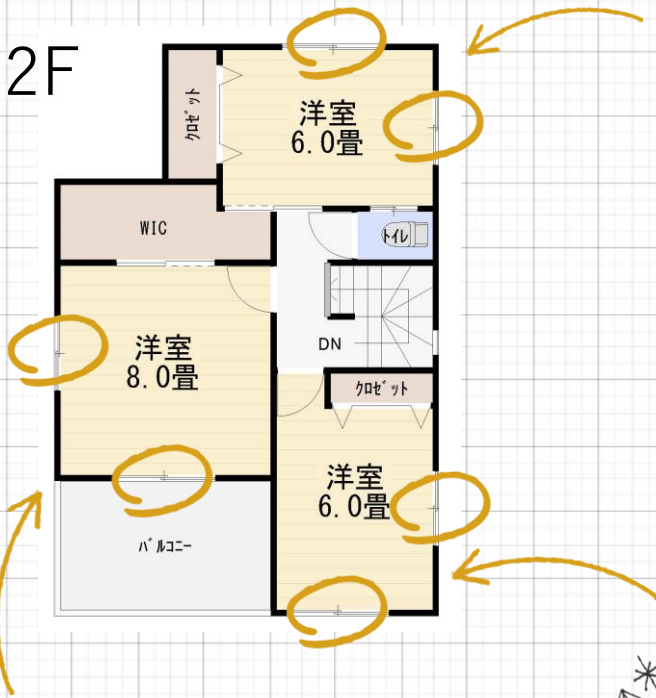 2F
クロゼット
洋室
6.0畳
WIC
トイレ
洋室
8.0畳
DN
クロゼット
洋室
6.0畳
バルコニー